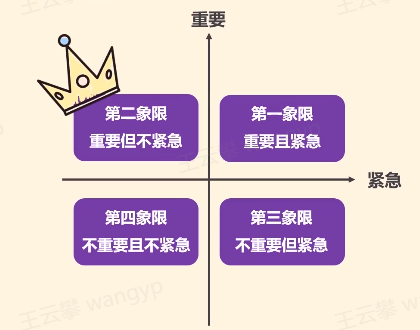 重要
第二象限
重要但不紧急
第一象限
重要且紧急
紧急
第四象限
不重要且不紧急
第三象限
不重要但紧急
王云攀 wangyp